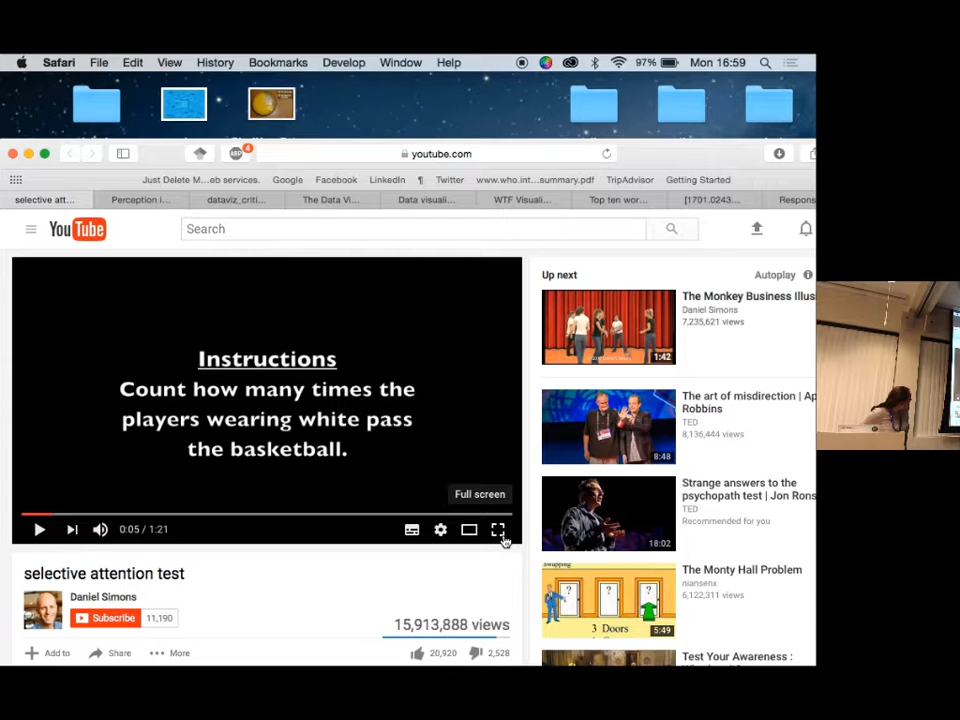 Safari File Edit View History Bookmarks Develop Window Help 97% Mon 16:59
4
youtube.com
Just Delete M...eb services. Google Facebook LinkedIn ¶ Twitter www.who.int...summary.pdf TripAdvisor Getting Started
selective att... Perception i... dataviz_criti... The Data Vi... Data visuali... WTF Visuali... Top ten wor... [1701.0243... Respons
YouTube
Search
Instructions
Count how many times the
players wearing white pass
the basketball.
Full screen
0:05 / 1:21
selective attention test
Daniel Simons
Subscribe 11,190
15,913,888 views
Add to Share More 20,920 2,528
Up next Autoplay
The Monkey Business Illus
Daniel Simons
7,235,621 views
1:42
The art of misdirection | Ap
Robbins
TED
8,136,444 views
8:48
Strange answers to the
psychopath test | Jon Rons
TED
Recommended for you
18:02
The Monty Hall Problem
niansenx
6,122,311 views
? ? ?
3 Doors
5:49
Test Your Awareness :